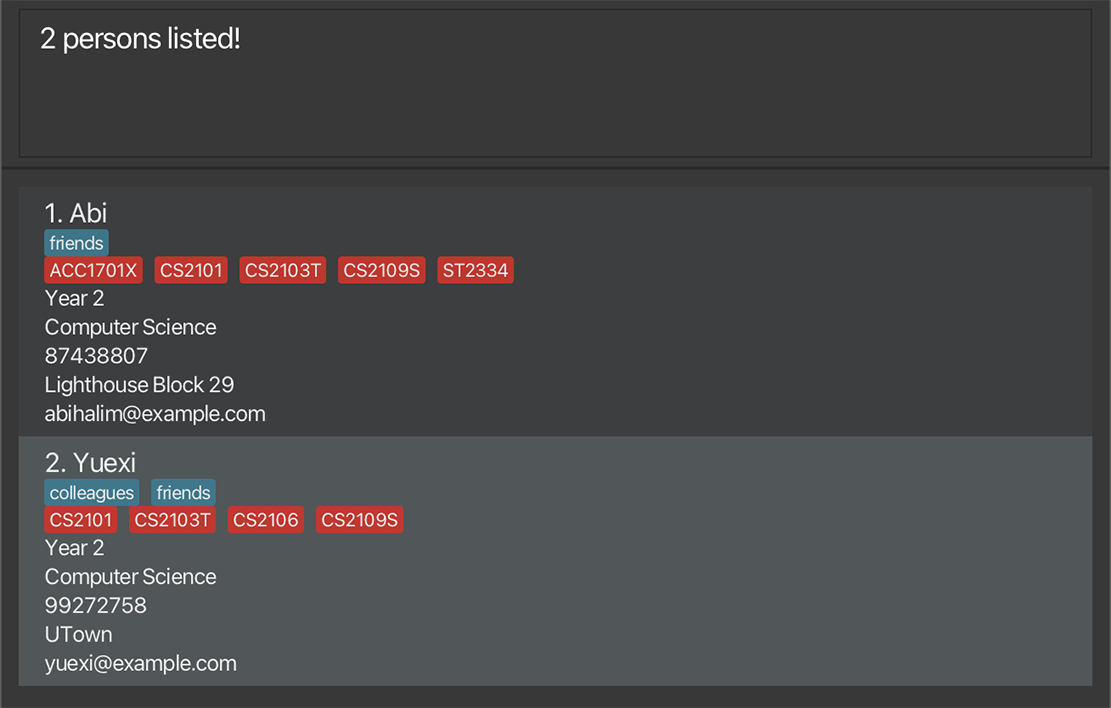 2 persons listed!
1. Abi
friends
ACC1701X CS2101 CS2103T CS2109S ST2334
Year 2
Computer Science
87438807
Lighthouse Block 29
abihalim@example.com
2. Yuexi
colleagues friends
CS2101 CS2103T CS2106 CS2109S
Year 2
Computer Science
99272758
UTown
yuexi@example.com